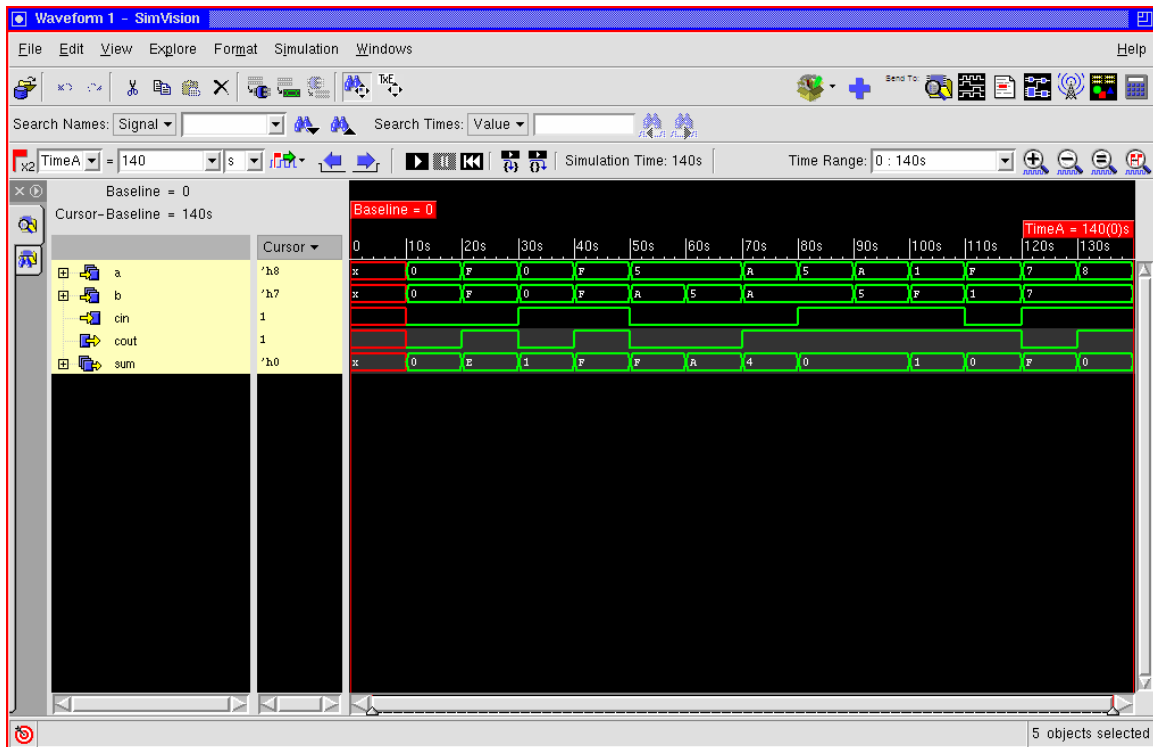 Waveform 1 - SimVision
File Edit View Explore Format Simulation Windows Help
TxE Send To:
Search Names: Signal Search Times: Value
x2 TimeA = 140 s Simulation Time: 140s Time Range: 0 : 140s
Baseline = 0
Cursor-Baseline = 140s
Baseline = 0
TimeA = 140(0)s
Cursor 0 10s 20s 30s 40s 50s 60s 70s 80s 90s 100s 110s 120s 130s
a 'h8 x 0 F 0 F 5 A 5 A 1 F 7 8
b 'h7 x 0 F 0 F A 5 A 5 F 1 7
cin 1
cout 1
sum 'h0 x 0 E 1 F F A 4 0 1 0 F 0
5 objects selected